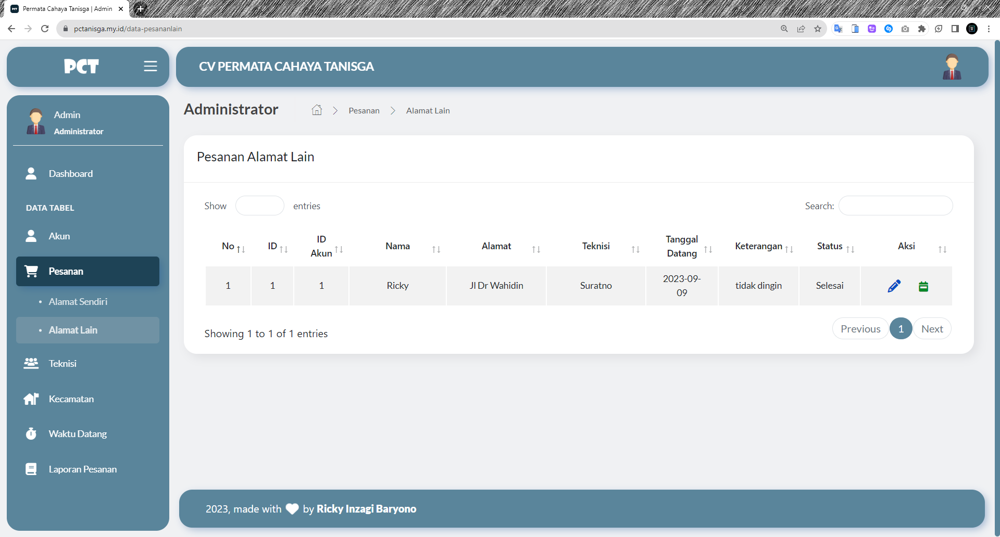 Permata Cahaya Tanisga | Admin
pctanisga.my.id/data-pesananlain
PCT
CV PERMATA CAHAYA TANISGA
Admin
Administrator
Dashboard
DATA TABEL
Akun
Pesanan
• Alamat Sendiri
• Alamat Lain
Teknisi
Kecamatan
Waktu Datang
Laporan Pesanan
Administrator
Pesanan
Alamat Lain
Pesanan Alamat Lain
Show entries
Search:
No ID ID Akun Nama Alamat Teknisi Tanggal Datang Keterangan Status Aksi
1 1 1 Ricky Jl Dr Wahidin Suratno 2023-09-09 tidak dingin Selesai
Showing 1 to 1 of 1 entries
Previous 1 Next
2023, made with by Ricky Inzagi Baryono